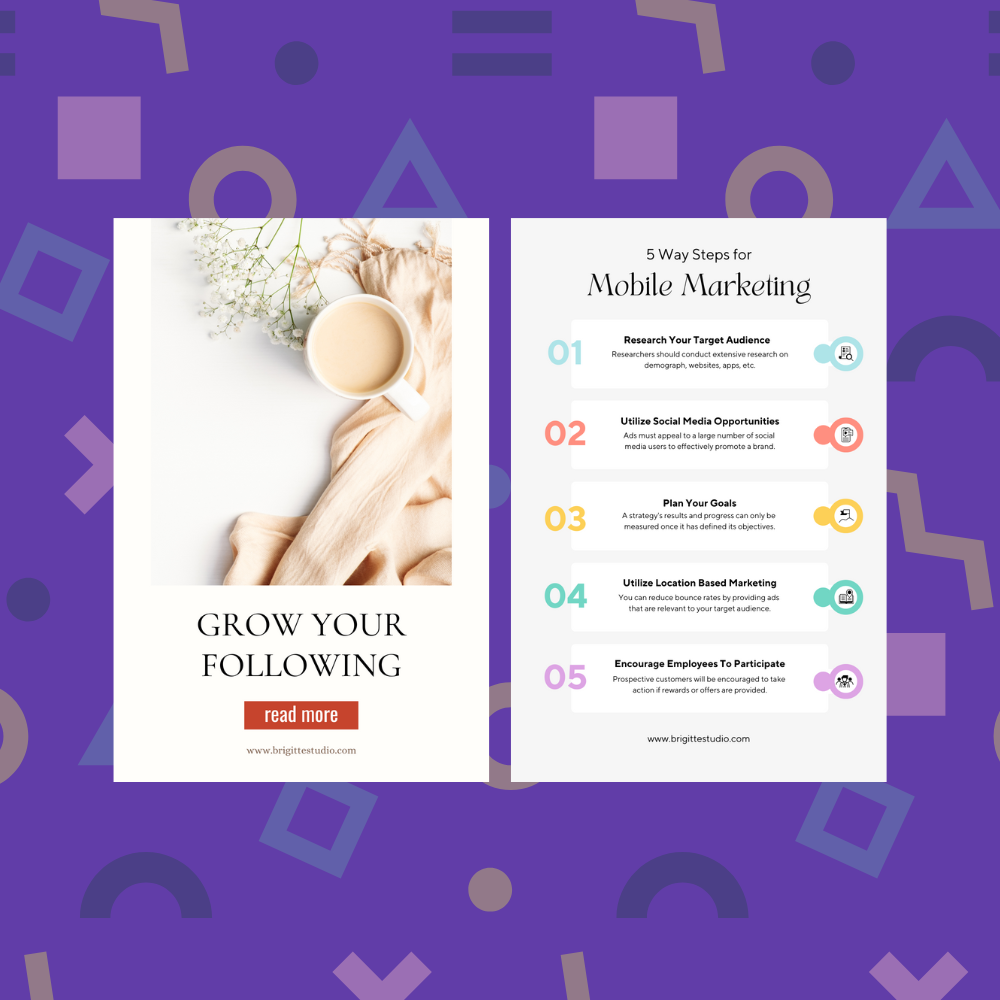 GROW YOUR
FOLLOWING
read more
www.brigittestudio.com
5 Way Steps for
Mobile Marketing
01
Research Your Target Audience
Researchers should conduct extensive research on
demograph, websites, apps, etc.
02
Utilize Social Media Opportunities
Ads must appeal to a large number of social
media users to effectively promote a brand.
03
Plan Your Goals
A strategy's results and progress can only be
measured once it has defined its objectives.
04
Utilize Location Based Marketing
You can reduce bounce rates by providing ads
that are relevant to your target audience.
05
Encourage Employees To Participate
Prospective customers will be encouraged to take
action if rewards or offers are provided.
www.brigittestudio.com